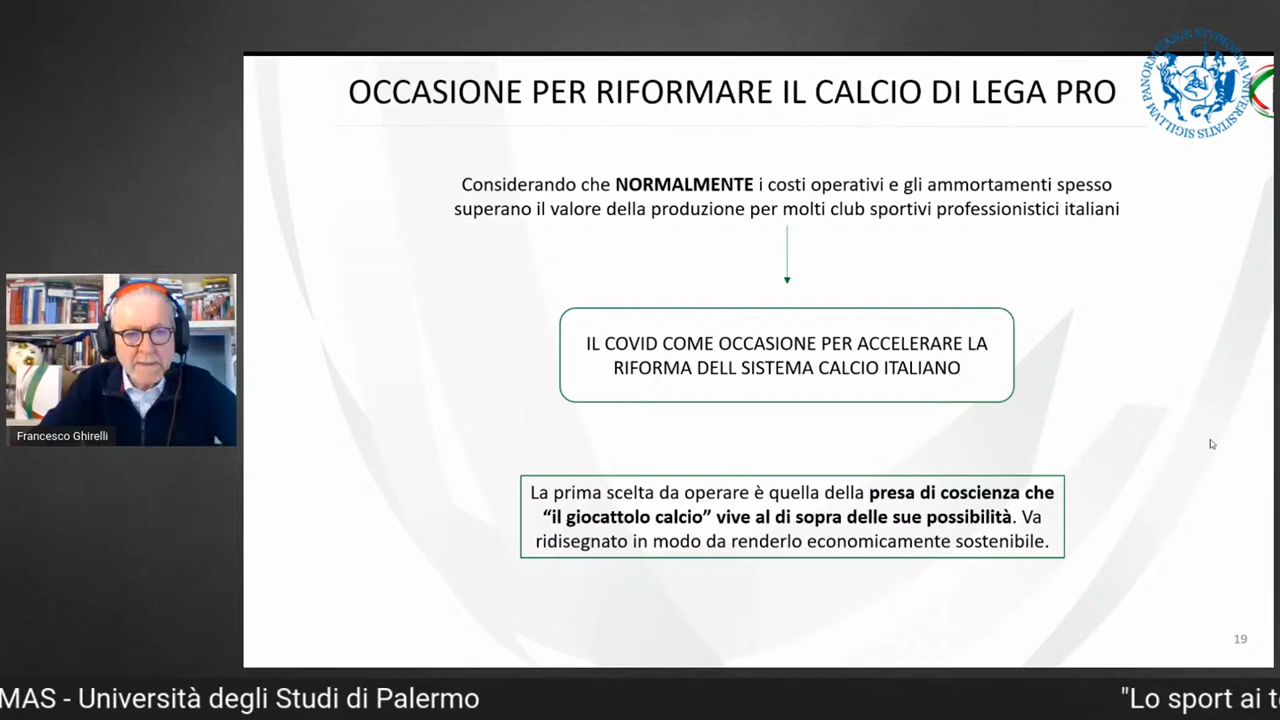 OCCASIONE PER RIFORMARE IL CALCIO DI LEGA PRO
Considerando che NORMALMENTE i costi operativi e gli ammortamenti spesso
superano il valore della produzione per molti club sportivi professionistici italiani
IL COVID COME OCCASIONE PER ACCELERARE LA
RIFORMA DELL SISTEMA CALCIO ITALIANO
La prima scelta da operare è quella della presa di coscienza che
“il giocattolo calcio” vive al di sopra delle sue possibilità. Va
ridisegnato in modo da renderlo economicamente sostenibile.
19
Francesco Ghirelli
MAS - Università degli Studi di Palermo
"Lo sport ai t